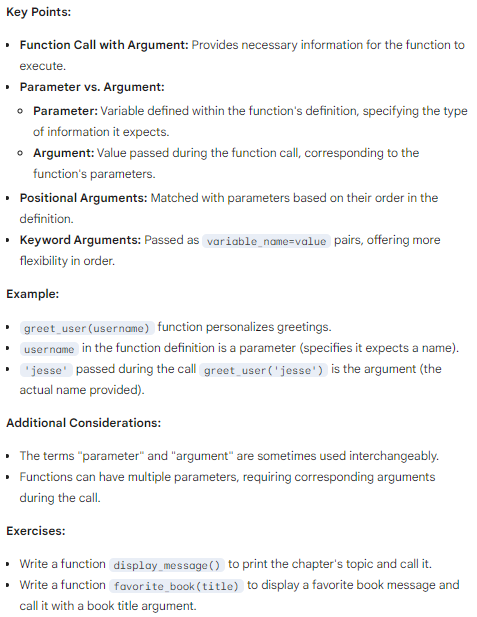 Key Points:
• Function Call with Argument: Provides necessary information for the function to
execute.
• Parameter vs. Argument:
◦ Parameter: Variable defined within the function's definition, specifying the type
of information it expects.
◦ Argument: Value passed during the function call, corresponding to the
function's parameters.
• Positional Arguments: Matched with parameters based on their order in the
definition.
• Keyword Arguments: Passed as variable_name=value pairs, offering more
flexibility in order.
Example:
• greet_user(username) function personalizes greetings.
• username in the function definition is a parameter (specifies it expects a name).
• 'jesse' passed during the call greet_user('jesse') is the argument (the
actual name provided).
Additional Considerations:
• The terms "parameter" and "argument" are sometimes used interchangeably.
• Functions can have multiple parameters, requiring corresponding arguments
during the call.
Exercises:
• Write a function display_message() to print the chapter's topic and call it.
• Write a function favorite_book(title) to display a favorite book message and
call it with a book title argument.